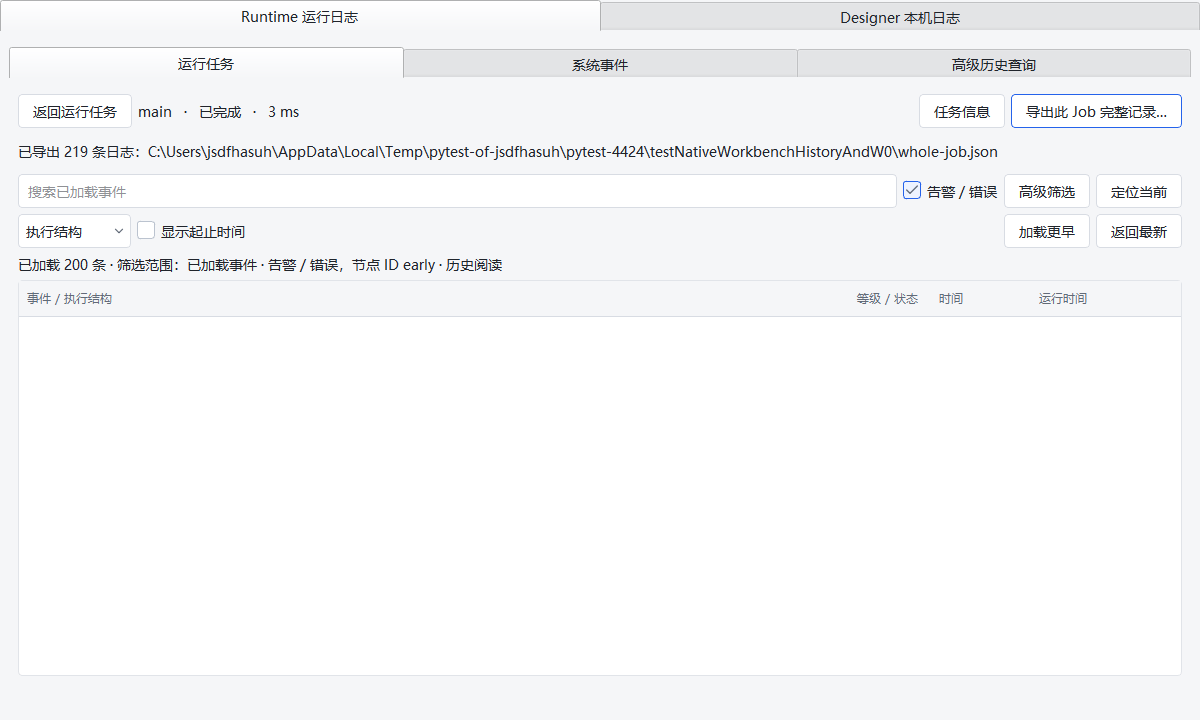 Runtime 运行日志 Designer 本机日志
运行任务 系统事件 高级历史查询
返回运行任务 main · 已完成 · 3 ms 任务信息 导出此 Job 完整记录...
已导出 219 条日志：C:\Users\jsdfhasuh\AppData\Local\Temp\pytest-of-jsdfhasuh\pytest-4424\testNativeWorkbenchHistoryAndW0\whole-job.json
搜索已加载事件 告警 / 错误 高级筛选 定位当前
执行结构 显示起止时间 加载更早 返回最新
已加载 200 条 · 筛选范围：已加载事件 · 告警 / 错误，节点 ID early · 历史阅读
事件 / 执行结构 等级 / 状态 时间 运行时间